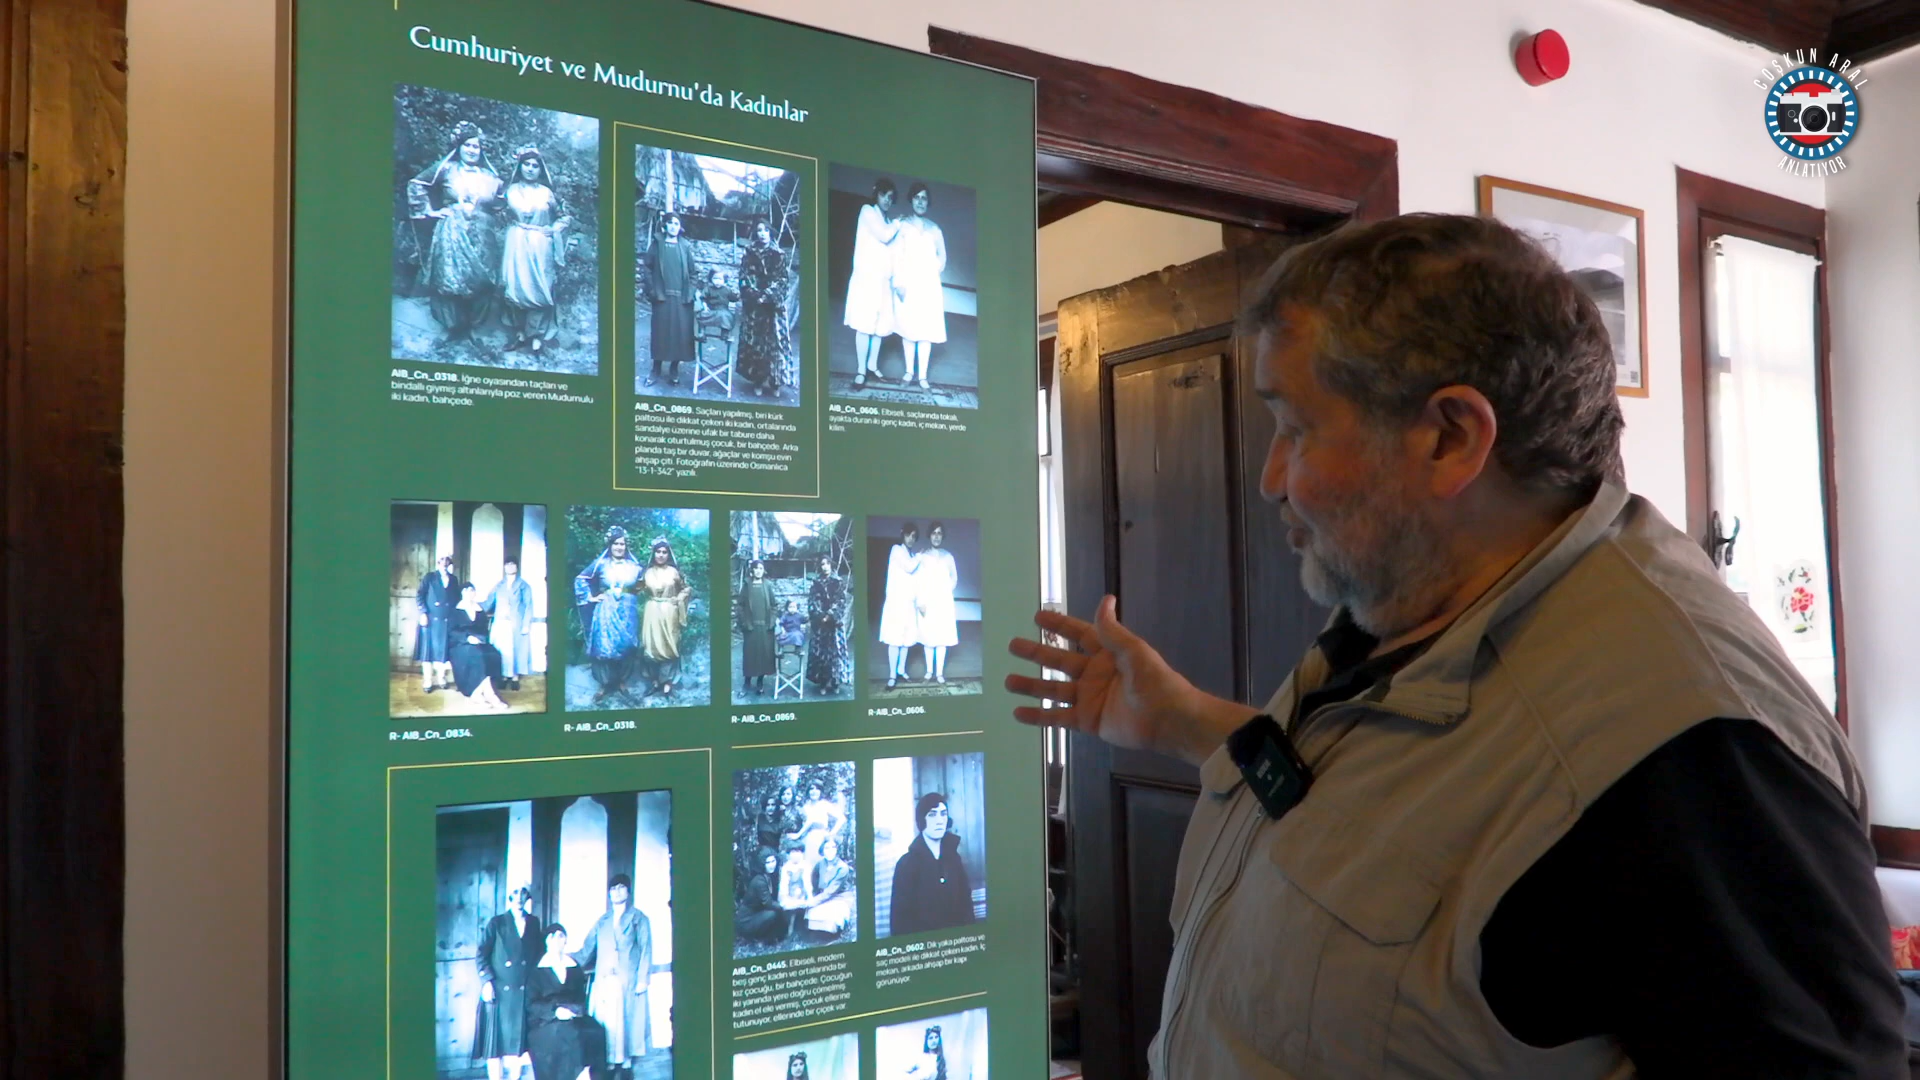 Cumhuriyet ve Mudurnu'da Kadınlar
COŞKUN ARAL
ANLATIYOR
AIB_Cn_0318. İğne oyasından taçları ve
bindallı giymiş altınlarıyla poz veren Mudurnulu
iki kadın, bahçede.
AIB_Cn_0869. Saçları yapılmış, biri kürk
paltosu ile dikkat çeken iki kadın, ortalarında
sandalye üzerine ufak bir tabure daha
konarak oturtulmuş çocuk, bir bahçede. Arka
planda taş bir duvar, ağaçlar ve komşu evin
ahşap çiti. Fotoğrafın üzerinde Osmanlıca
"13-1-342" yazılı.
AIB_Cn_0606. Elbiseli, saçlarında tokalı,
ayakta duran iki genç kadın, iç mekan, yerde
kilim.
R- AIB_Cn_0834.
R- AIB_Cn_0318.
R- AIB_Cn_0869.
R-AIB_Cn_0606.
AIB_Cn_0445. Elbiseli, modern
beş genç kadın ve ortalarında bir
kız çocuğu, bir bahçede. Çocuğun
iki yanında yere doğru çömelmiş
kadın el ele vermiş, çocuk ellerine
tutunuyor, ellerinde bir çiçek var.
AIB_Cn_0602. Dik yaka paltosu ve
saç modeli ile dikkat çeken kadın. İç
mekan, arkada ahşap bir kapı
görünüyor.